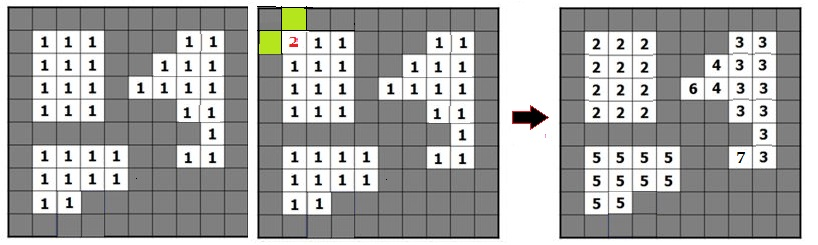 1 1 1 1 1
1 1 1 1 1 1
1 1 1 1 1 1 1
1 1 1 1 1
1
1 1 1 1 1 1
1 1 1 1
1 1
2 1 1 1 1
1 1 1 1 1 1
1 1 1 1 1 1 1
1 1 1 1 1
1
1 1 1 1 1 1
1 1 1 1
1 1
2 2 2 3 3
2 2 2 4 3 3
2 2 2 6 4 3 3
2 2 2 3 3
3
5 5 5 5 7 3
5 5 5 5
5 5